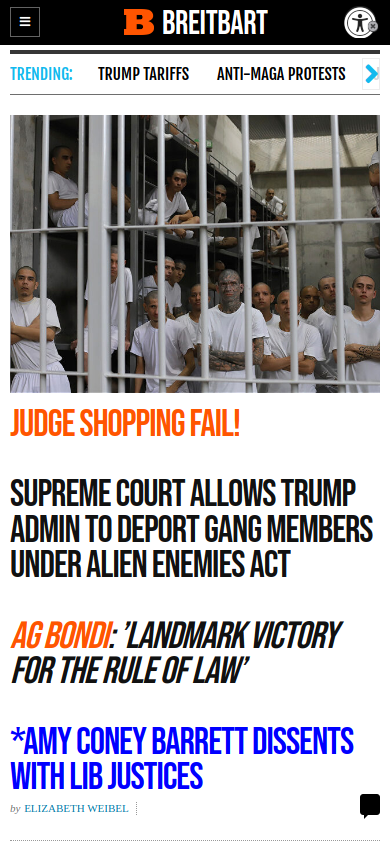 BREITBART
TRENDING:
TRUMP TARIFFS
ANTI-MAGA PROTESTS
JUDGE SHOPPING FAIL!
SUPREME COURT ALLOWS TRUMP
ADMIN TO DEPORT GANG MEMBERS
UNDER ALIEN ENEMIES ACT
AG BONDI: 'LANDMARK VICTORY
FOR THE RULE OF LAW'
*AMY CONEY BARRETT DISSENTS
WITH LIB JUSTICES
by ELIZABETH WEIBEL